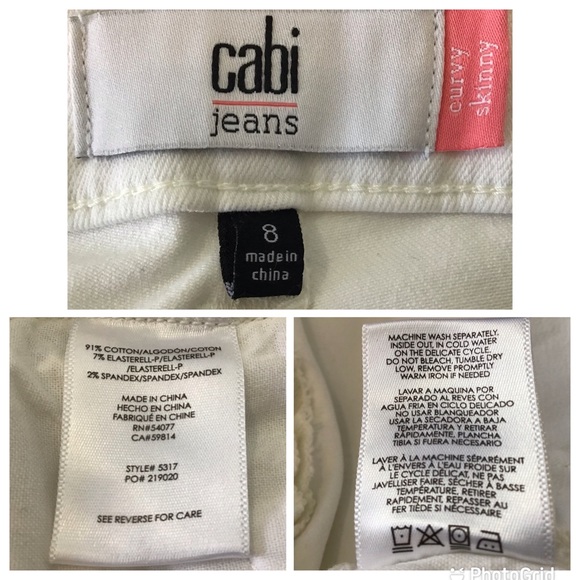 cabi
jeans
curvy
skinny
8
made in
china
91% COTTON/ALGODÓN/COTON
7% ELASTERELL-P/ELASTERELL-P
/ELASTERELL-P
2% SPANDEX/SPANDEX/SPANDEX
MADE IN CHINA
HECHO EN CHINA
FABRIQUÉ EN CHINE
RN#54077
CA#59814
STYLE# 5317
PO# 219020
SEE REVERSE FOR CARE
MACHINE WASH SEPARATELY,
INSIDE OUT, IN COLD WATER
ON THE DELICATE CYCLE.
DO NOT BLEACH, TUMBLE DRY
LOW, REMOVE PROMPTLY
WARM IRON IF NEEDED
LAVAR A MAQUINA POR
SEPARADO AL REVES CON
AGUA FRIA EN CICLO DELICADO
NO USAR BLANQUEADOR
USAR LA SECADORA A BAJA
TEMPERATURA Y RETIRAR
RÁPIDAMENTE, PLANCHA
TIBIA SI FUERA NECESARIO
LAVER À LA MACHINE SÉPARÉMENT
À L'ENVERS À L'EAU FROIDE SUR
LE CYCLE DÉLICAT, NE PAS
JAVELLISER FAIRE, SÉCHER À BASSE
TEMPÉRATURE, RETIRER
RAPIDEMENT, REPASSER AU
FER TIÈDE SI NÉCESSAIRE
PhotoGrid